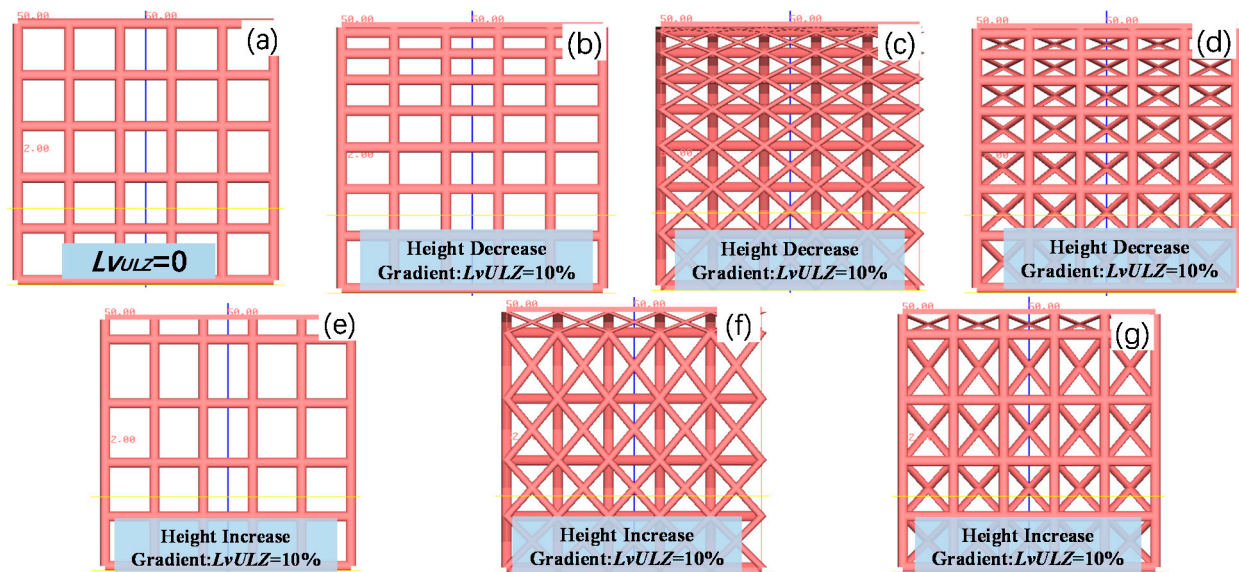 50.00 50.00
(a)
2.00
LvULZ=0
50.00 50.00
(b)
2.00
Height Decrease
Gradient:LvULZ=10%
50.00 50.00
(c)
2.00
Height Decrease
Gradient:LvULZ=10%
50.00 50.00
(d)
Height Decrease
Gradient:LvULZ=10%
50.00 50.00
(e)
2.00
Height Increase
Gradient:LvULZ=10%
50.00 50.00
(f)
Height Increase
Gradient:LvULZ=10%
50.00 50.00
(g)
2.00
Height Increase
Gradient:LvULZ=10%